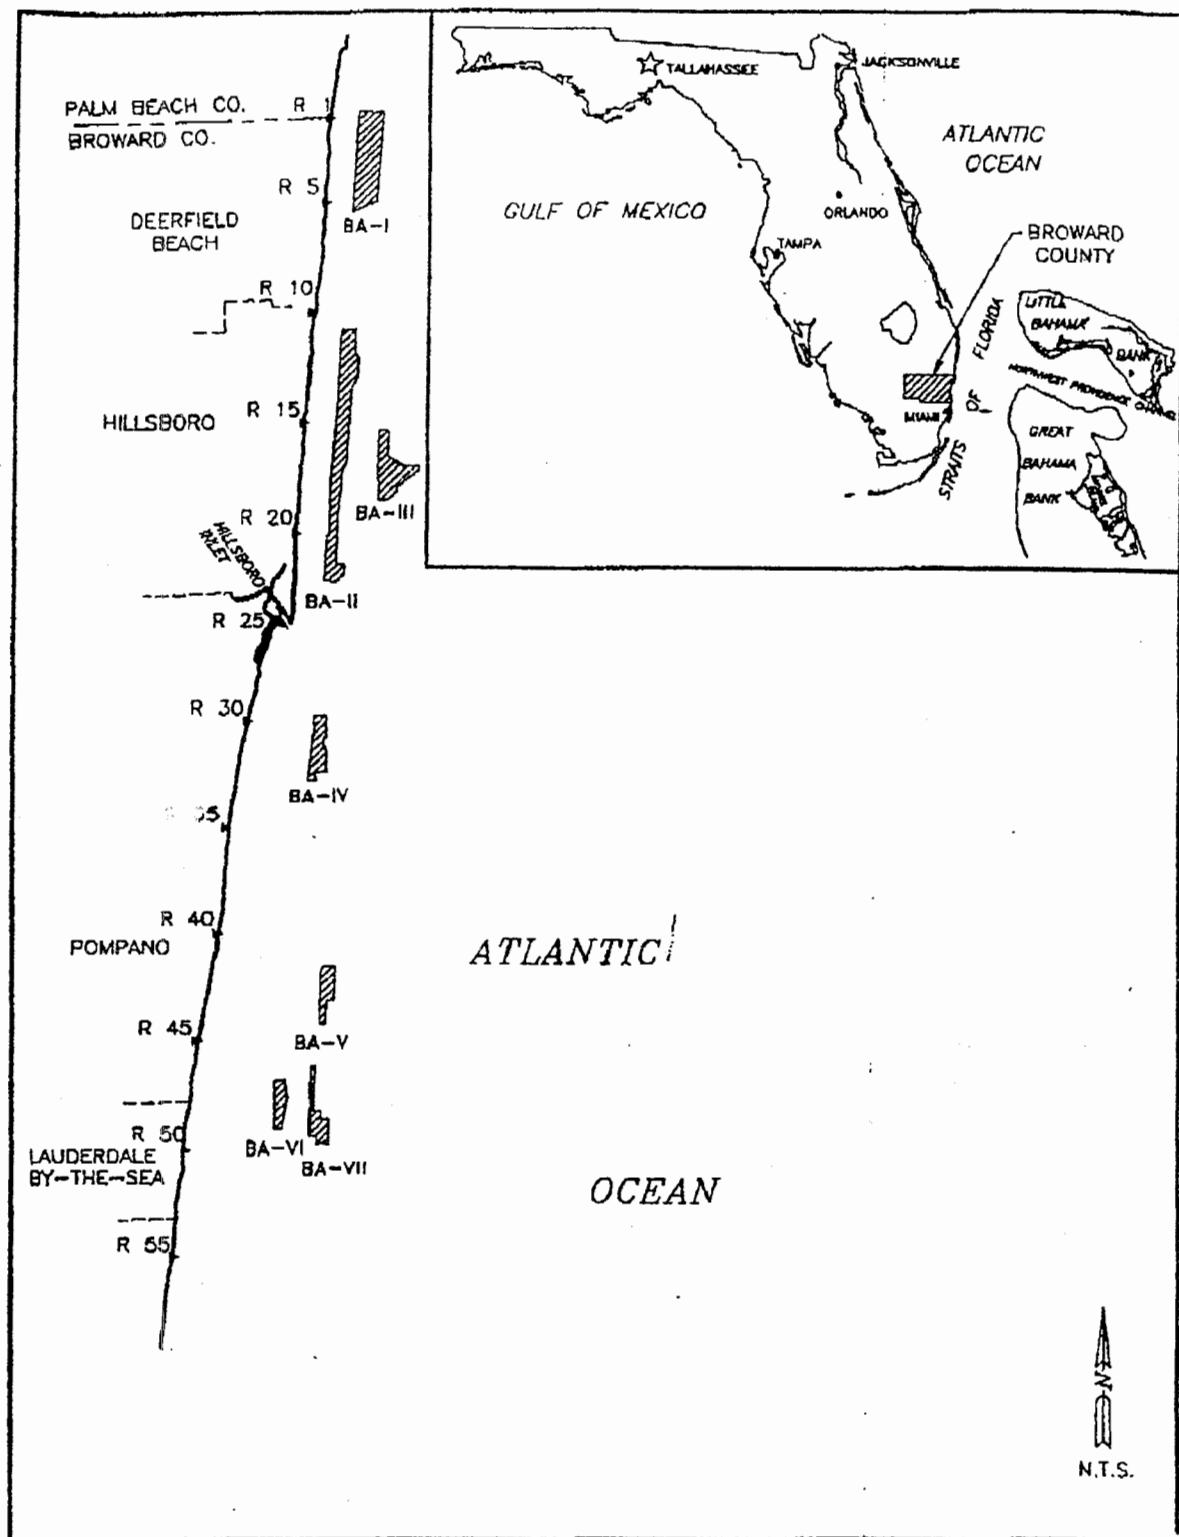 PALM BEACH CO.
BROWARD CO.
R 1
R 5
DEERFIELD
BEACH
BA-I
R 10
HILLSBORO
R 15
BA-III
R 20
HILLSBORO
INLET
BA-II
R 25
R 30
BA-IV
R 35
R 40
POMPANO
BA-V
R 45
R 50
BA-VI
BA-VII
LAUDERDALE
BY-THE-SEA
R 55
ATLANTIC
OCEAN
N
N.T.S.
TALLAHASSEE
JACKSONVILLE
ATLANTIC
OCEAN
GULF OF MEXICO
ORLANDO
TAMPA
BROWARD
COUNTY
MIAMI
STRAITS OF FLORIDA
LITTLE
BAHAMA
BANK
NORTHWEST PROVIDENCE
GREAT
BAHAMA
BANK